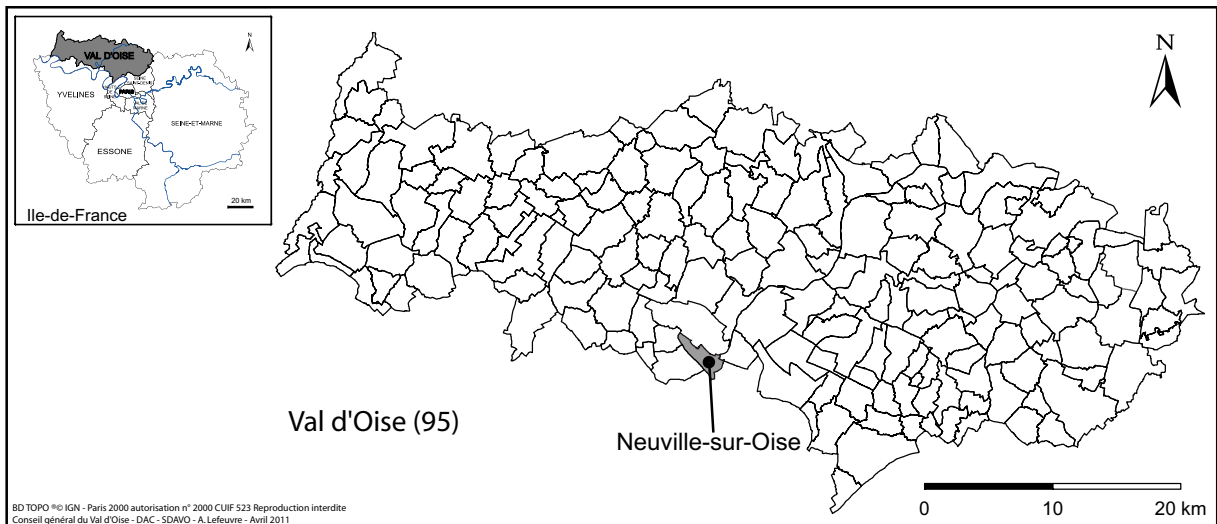 N
VAL D'OISE
YVELINES
PARIS
SEINE-ET-MARNE
ESSONE
20 km
Ile-de-France
N
Val d'Oise (95)
Neuville-sur-Oise
0 10 20 km
BD TOPO ®© IGN - Paris 2000 autorisation n° 2000 CUIF 523 Reproduction interdite
Conseil général du Val d'Oise - DAC - SDAVO - A. Lefeuvre - Avril 2011